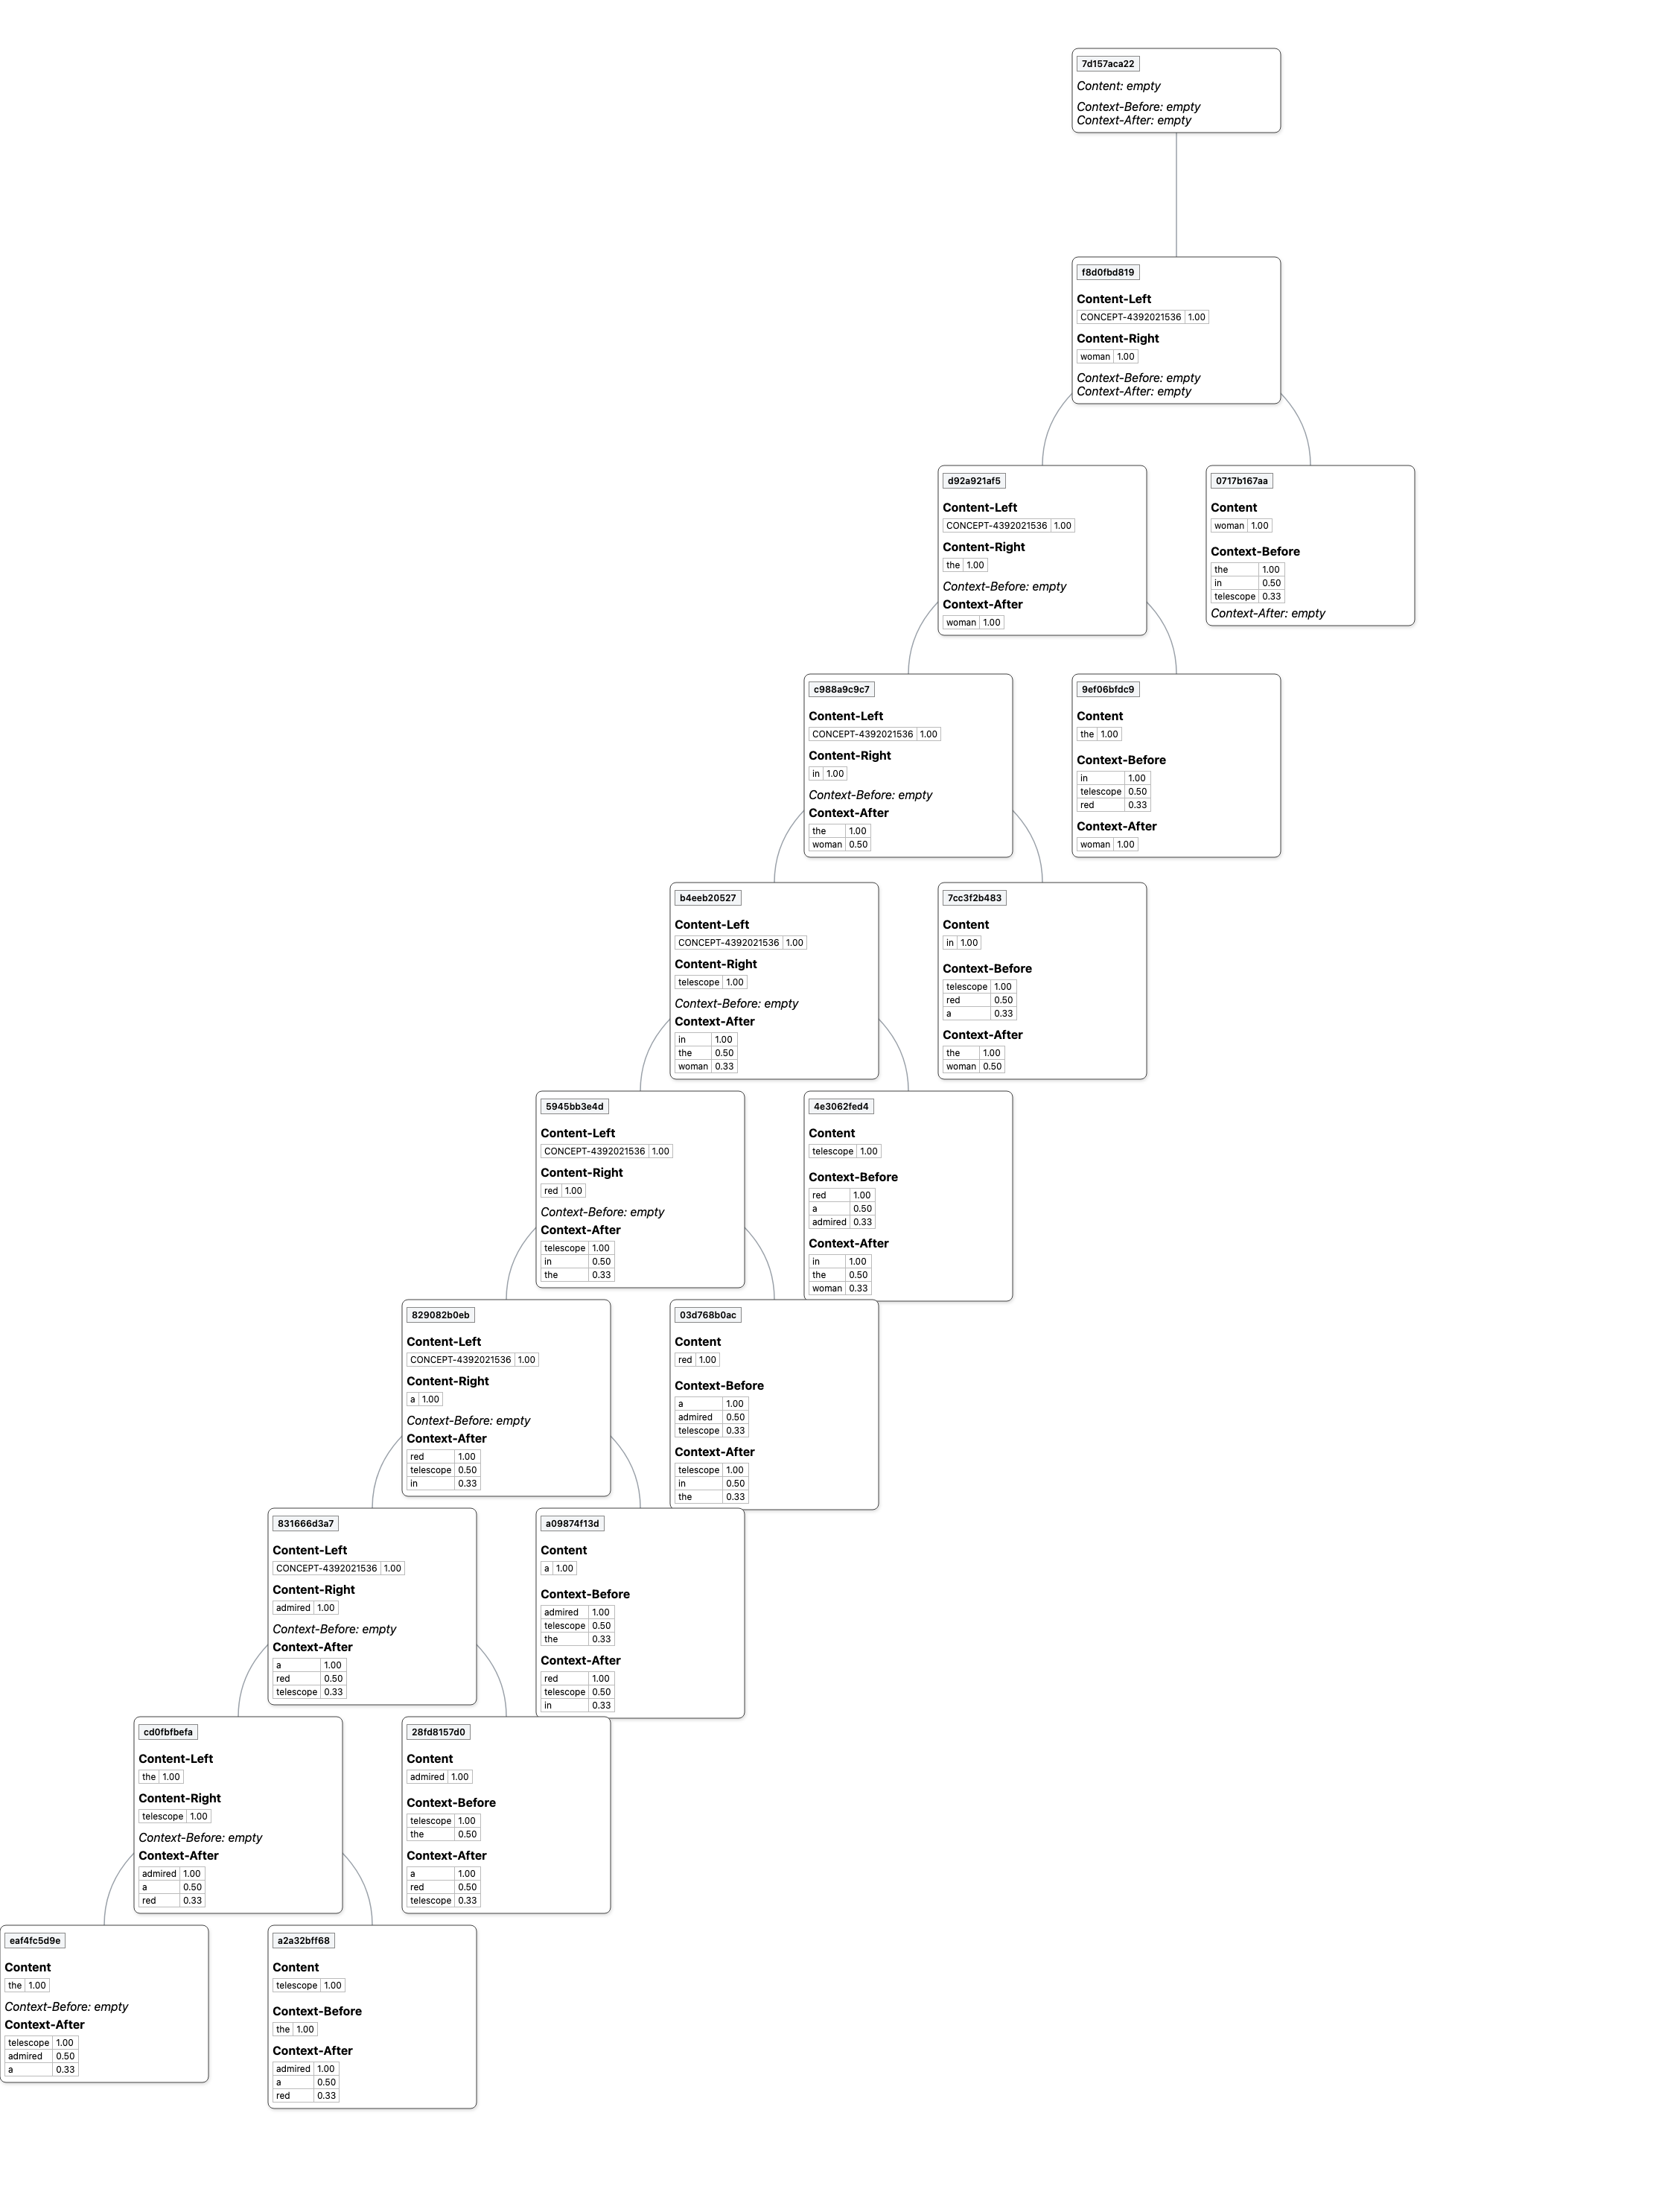 7d157aca22
Content: empty
Context-Before: empty
Context-After: empty
f8d0fbd819
Content-Left
CONCEPT-4392021536 1.00
Content-Right
woman 1.00
Context-Before: empty
Context-After: empty
d92a921af5
Content-Left
CONCEPT-4392021536 1.00
Content-Right
the 1.00
Context-Before: empty
Context-After
woman 1.00
0717b167aa
Content
woman 1.00
Context-Before
the 1.00
in 0.50
telescope 0.33
Context-After: empty
c988a9c9c7
Content-Left
CONCEPT-4392021536 1.00
Content-Right
in 1.00
Context-Before: empty
Context-After
the 1.00
woman 0.50
9ef06bfdc9
Content
the 1.00
Context-Before
in 1.00
telescope 0.50
red 0.33
Context-After
woman 1.00
b4eeb20527
Content-Left
CONCEPT-4392021536 1.00
Content-Right
telescope 1.00
Context-Before: empty
Context-After
in 1.00
the 0.50
woman 0.33
7cc3f2b483
Content
in 1.00
Context-Before
telescope 1.00
red 0.50
a 0.33
Context-After
the 1.00
woman 0.50
5945bb3e4d
Content-Left
CONCEPT-4392021536 1.00
Content-Right
red 1.00
Context-Before: empty
Context-After
telescope 1.00
in 0.50
the 0.33
4e3062fed4
Content
telescope 1.00
Context-Before
red 1.00
a 0.50
admired 0.33
Context-After
in 1.00
the 0.50
woman 0.33
829082b0eb
Content-Left
CONCEPT-4392021536 1.00
Content-Right
a 1.00
Context-Before: empty
Context-After
red 1.00
telescope 0.50
in 0.33
03d768b0ac
Content
red 1.00
Context-Before
a 1.00
admired 0.50
telescope 0.33
Context-After
telescope 1.00
in 0.50
the 0.33
831666d3a7
Content-Left
CONCEPT-4392021536 1.00
Content-Right
admired 1.00
Context-Before: empty
Context-After
a 1.00
red 0.50
telescope 0.33
a09874f13d
Content
a 1.00
Context-Before
admired 1.00
telescope 0.50
the 0.33
Context-After
red 1.00
telescope 0.50
in 0.33
cd0fbfbefa
Content-Left
the 1.00
Content-Right
telescope 1.00
Context-Before: empty
Context-After
admired 1.00
a 0.50
red 0.33
28fd8157d0
Content
admired 1.00
Context-Before
telescope 1.00
the 0.50
Context-After
a 1.00
red 0.50
telescope 0.33
eaf4fc5d9e
Content
the 1.00
Context-Before: empty
Context-After
telescope 1.00
admired 0.50
a 0.33
a2a32bff68
Content
telescope 1.00
Context-Before
the 1.00
Context-After
admired 1.00
a 0.50
red 0.33